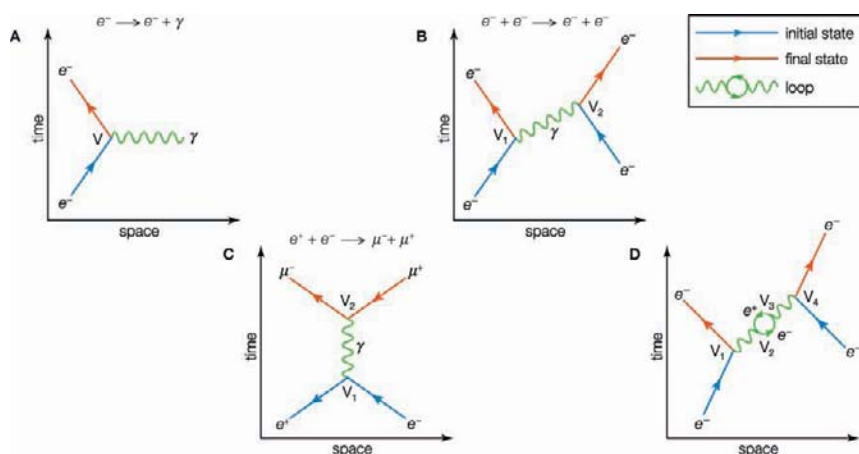 A
e⁻ → e⁻ + γ
e⁻
V
γ
e⁻
time
space
B
e⁻ + e⁻ → e⁻ + e⁻
e⁻
e⁻
V₁
γ
V₂
e⁻
e⁻
time
space
initial state
final state
loop
C
e⁺ + e⁻ → μ⁻ + μ⁺
μ⁻
μ⁺
V₂
γ
V₁
e⁺
e⁻
time
space
D
e⁻
e⁻
e⁺
V₃
V₄
V₁
V₂
e⁻
e⁻
e⁻
time
space